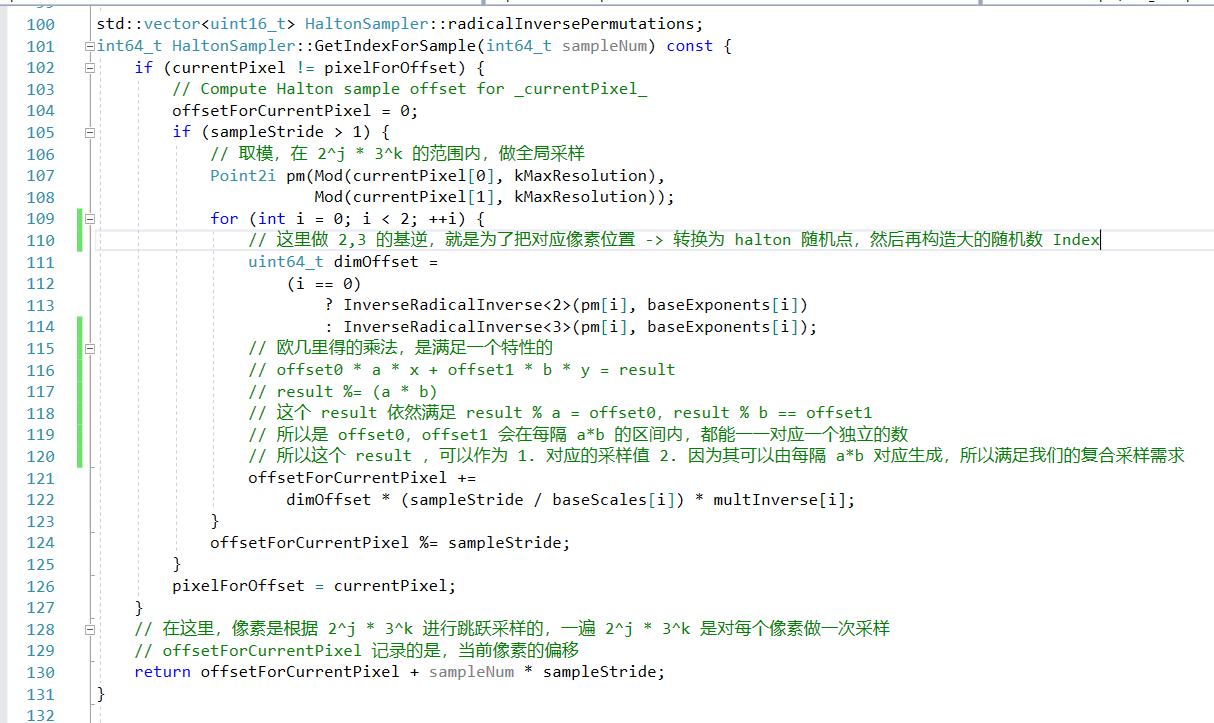 100 std::vector<uint16_t> HaltonSampler::radicalInversePermutations;
101 int64_t HaltonSampler::GetIndexForSample(int64_t sampleNum) const {
102 if (currentPixel != pixelForOffset) {
103 // Compute Halton sample offset for _currentPixel_
104 offsetForCurrentPixel = 0;
105 if (sampleStride > 1) {
106 // 取模，在 2^j * 3^k 的范围内，做全局采样
107 Point2i pm(Mod(currentPixel[0], kMaxResolution),
108 Mod(currentPixel[1], kMaxResolution));
109 for (int i = 0; i < 2; ++i) {
110 // 这里做 2,3 的基逆，就是为了把对应像素位置 -> 转换为 halton 随机点，然后再构造大的随机数 Index
111 uint64_t dimOffset =
112 (i == 0)
113 ? InverseRadicalInverse<2>(pm[i], baseExponents[i])
114 : InverseRadicalInverse<3>(pm[i], baseExponents[i]);
115 // 欧几里得的乘法，是满足一个特性的
116 // offset0 * a * x + offset1 * b * y = result
117 // result %= (a * b)
118 // 这个 result 依然满足 result % a = offset0，result % b == offset1
119 // 所以是 offset0，offset1 会在每隔 a*b 的区间内，都能一一对应一个独立的数
120 // 所以这个 result ，可以作为 1. 对应的采样值 2. 因为其可以由每隔 a*b 对应生成，所以满足我们的复合采样需求
121 offsetForCurrentPixel +=
122 dimOffset * (sampleStride / baseScales[i]) * multInverse[i];
123 }
124 offsetForCurrentPixel %= sampleStride;
125 }
126 pixelForOffset = currentPixel;
127 }
128 // 在这里，像素是根据 2^j * 3^k 进行跳跃采样的，一遍 2^j * 3^k 是对每个像素做一次采样
129 // offsetForCurrentPixel 记录的是，当前像素的偏移
130 return offsetForCurrentPixel + sampleNum * sampleStride;
131 }
132